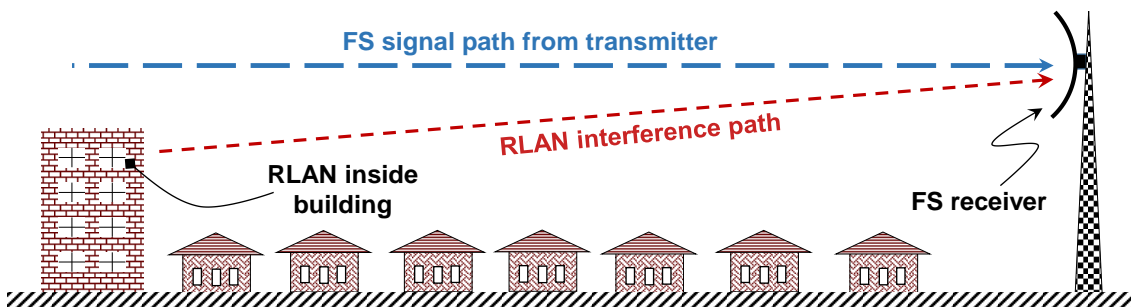 FS signal path from transmitter
RLAN interference path
RLAN inside
building
FS receiver